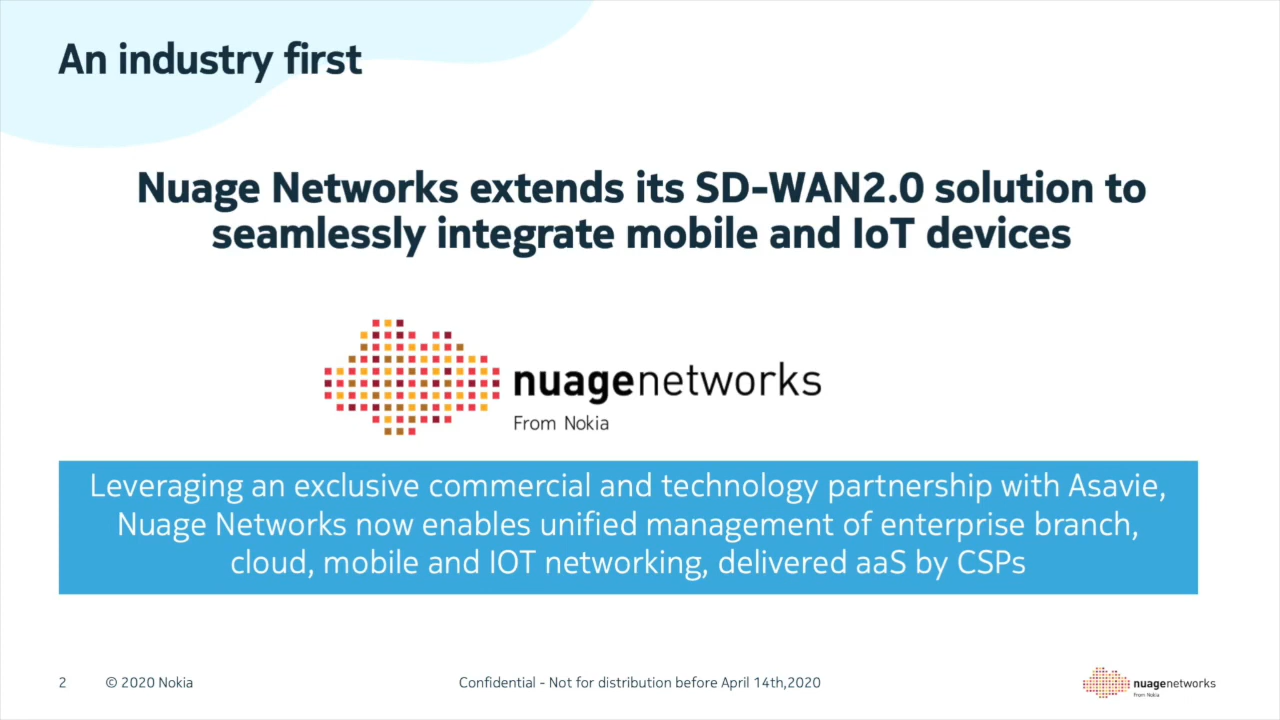 An industry first
Nuage Networks extends its SD-WAN2.0 solution to
seamlessly integrate mobile and IoT devices
nuagenetworks
From Nokia
Leveraging an exclusive commercial and technology partnership with Asavie,
Nuage Networks now enables unified management of enterprise branch,
cloud, mobile and IOT networking, delivered aaS by CSPs
2 © 2020 Nokia Confidential - Not for distribution before April 14th,2020 nuagenetworks
From Nokia